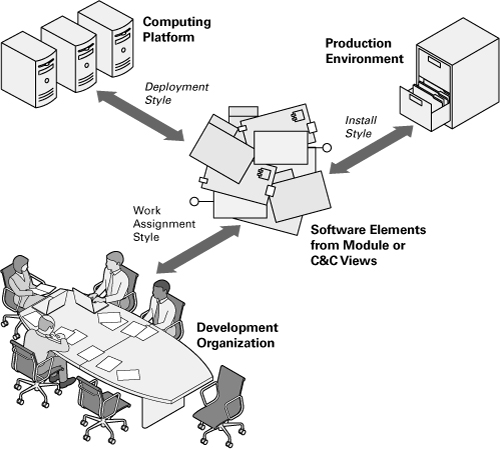 Computing
Platform
Production
Environment
Deployment
Style
Install
Style
Work
Assignment
Style
Software Elements
from Module or
C&C Views
Development
Organization